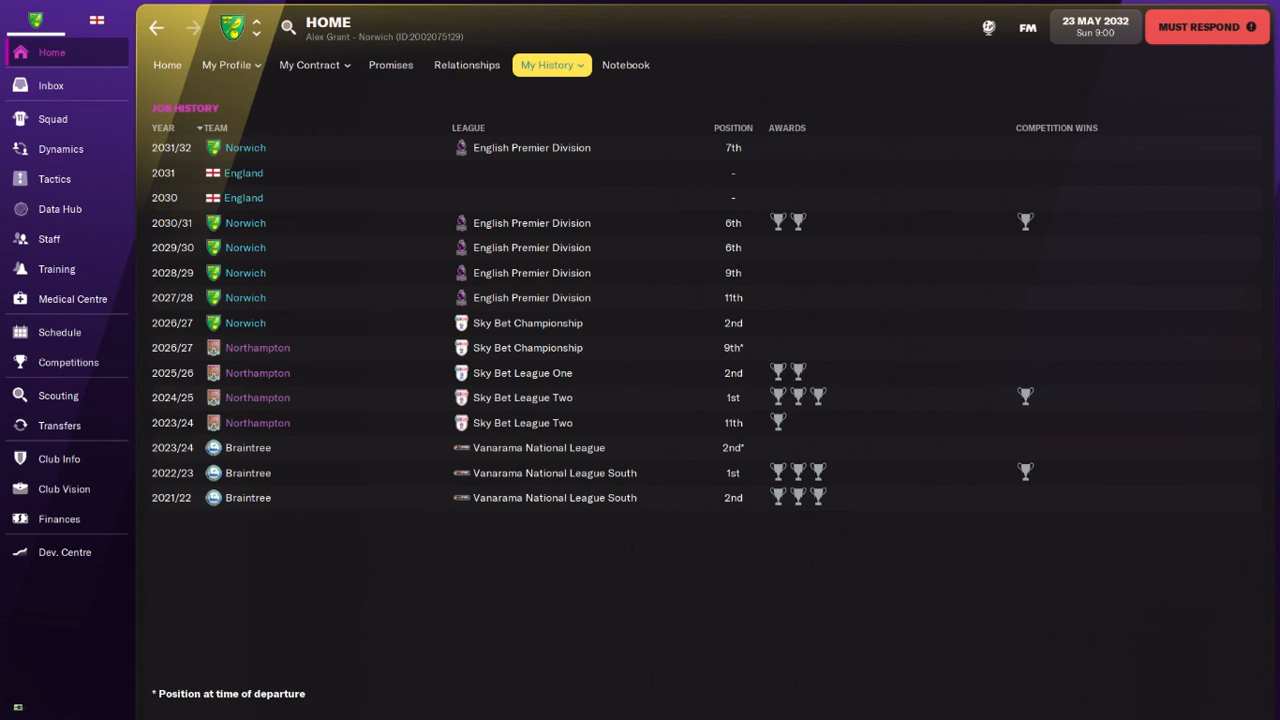 HOME
Alex Grant - Norwich (ID:2002075129)
FM
23 MAY 2032
Sun 9:00
MUST RESPOND
Home
My Profile
My Contract
Promises
Relationships
My History
Notebook
Home
Inbox
Squad
Dynamics
Tactics
Data Hub
Staff
Training
Medical Centre
Schedule
Competitions
Scouting
Transfers
Club Info
Club Vision
Finances
Dev. Centre
JOB HISTORY
YEAR TEAM LEAGUE POSITION AWARDS COMPETITION WINS
2031/32 Norwich English Premier Division 7th
2031 England -
2030 England -
2030/31 Norwich English Premier Division 6th
2029/30 Norwich English Premier Division 6th
2028/29 Norwich English Premier Division 9th
2027/28 Norwich English Premier Division 11th
2026/27 Norwich Sky Bet Championship 2nd
2026/27 Northampton Sky Bet Championship 9th*
2025/26 Northampton Sky Bet League One 2nd
2024/25 Northampton Sky Bet League Two 1st
2023/24 Northampton Sky Bet League Two 11th
2023/24 Braintree Vanarama National League 2nd*
2022/23 Braintree Vanarama National League South 1st
2021/22 Braintree Vanarama National League South 2nd
* Position at time of departure